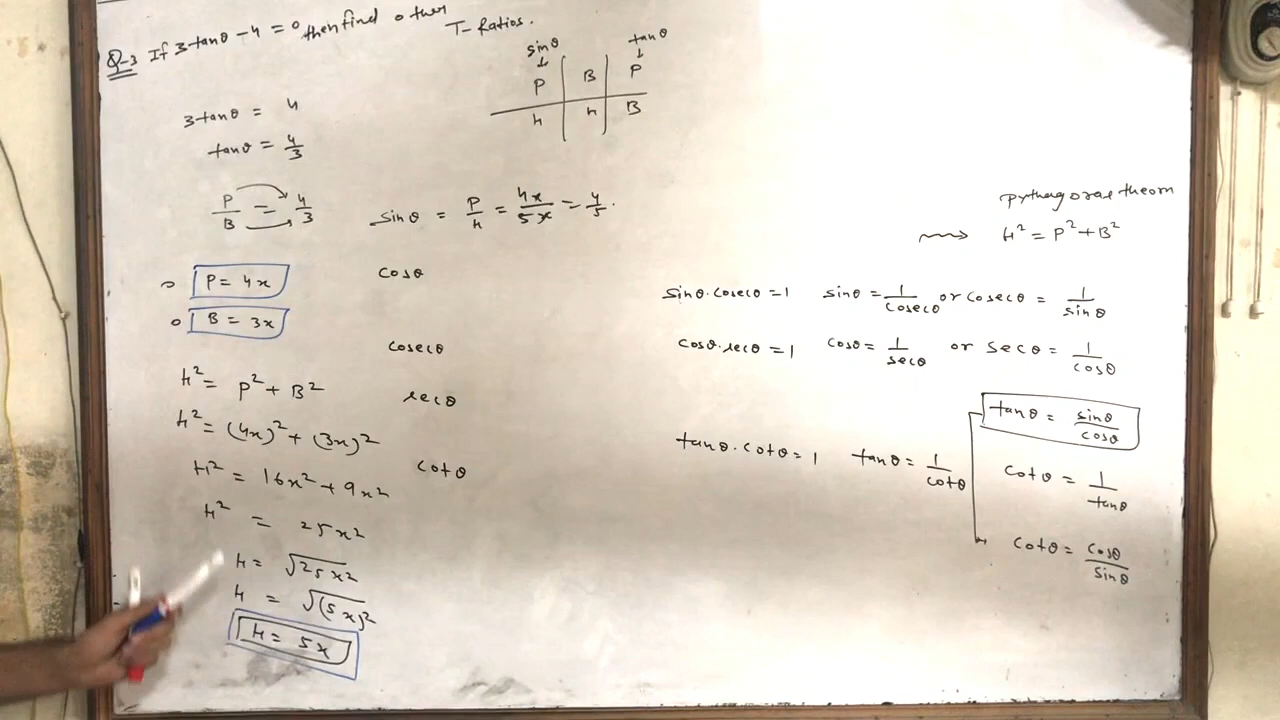 Q-3 If 3tanθ - 4 = 0 then find other T-Ratios.
sinθ tanθ
↓ ↓
P | B | P
h | h | B
3tanθ = 4
tanθ = 4/3
P/B = 4/3
P = 4x
B = 3x
H² = P² + B²
H² = (4x)² + (3x)²
H² = 16x² + 9x²
H² = 25x²
H = √25x²
H = √(5x)²
H = 5x
sinθ = P/H = 4x/5x = 4/5.
cosθ
cosecθ
secθ
cotθ
pythagorase theorm
H² = P² + B²
sinθ.cosecθ = 1 sinθ = 1/cosecθ or cosecθ = 1/sinθ
cosθ.secθ = 1 cosθ = 1/secθ or secθ = 1/cosθ
tanθ = sinθ/cosθ
tanθ.cotθ = 1 tanθ = 1/cotθ cotθ = 1/tanθ
cotθ = cosθ/sinθ